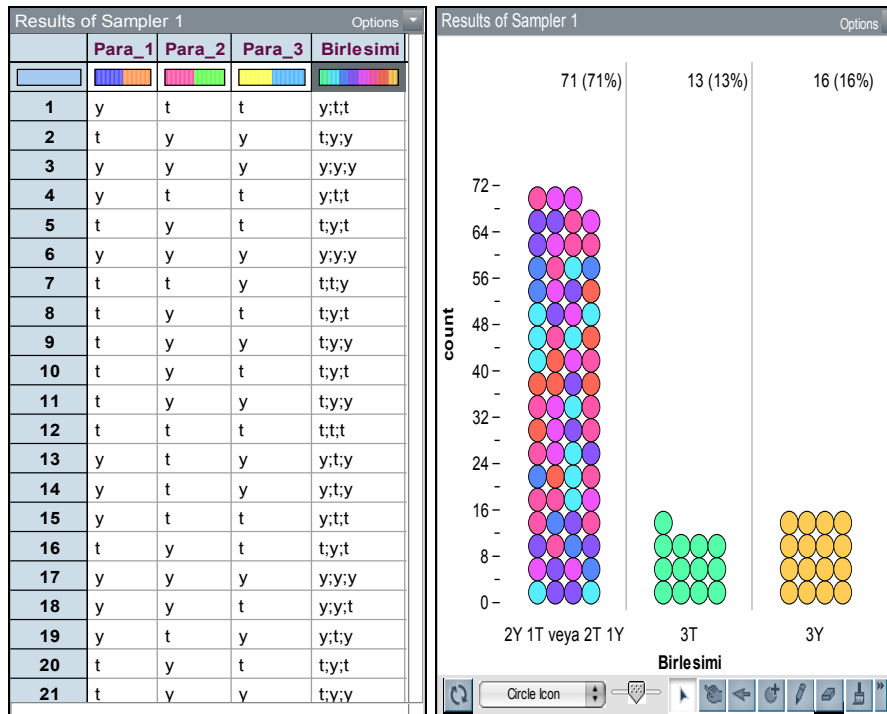 Results of Sampler 1 Options
Para_1 Para_2 Para_3 Birlesimi
1 y t t y;t;t
2 t y y t;y;y
3 y y y y;y;y
4 y t t y;t;t
5 t y t t;y;t
6 y y y y;y;y
7 t t y t;t;y
8 t y t t;y;t
9 t y y t;y;y
10 t y t t;y;t
11 t y y t;y;y
12 t t t t;t;t
13 y t y y;t;y
14 y t y y;t;y
15 y t t y;t;t
16 t y t t;y;t
17 y y y y;y;y
18 y y t y;y;t
19 y t y y;t;y
20 t y t t;y;t
21 t y y t;y;y
Results of Sampler 1 Options
71 (71%) 13 (13%) 16 (16%)
72
64
56
48
40
32
24
16
8
0
count
2Y 1T veya 2T 1Y 3T 3Y
Birlesimi
Circle Icon